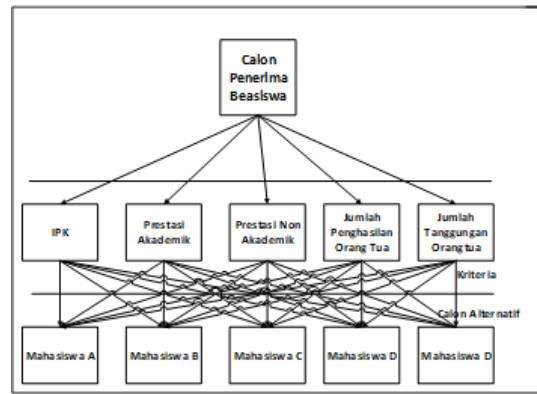 Calon
Penerima
Beasiswa
IPK
Prestasi
Akademik
Prestasi Non
Akademik
Jumlah
Penghasilan
Orang Tua
Jumlah
Tanggungan
Orangtua
Kriteria
Calon Alternatif
Mahasiswa A
Mahasiswa B
Mahasiswa C
Mahasiswa D
Mahasiswa D